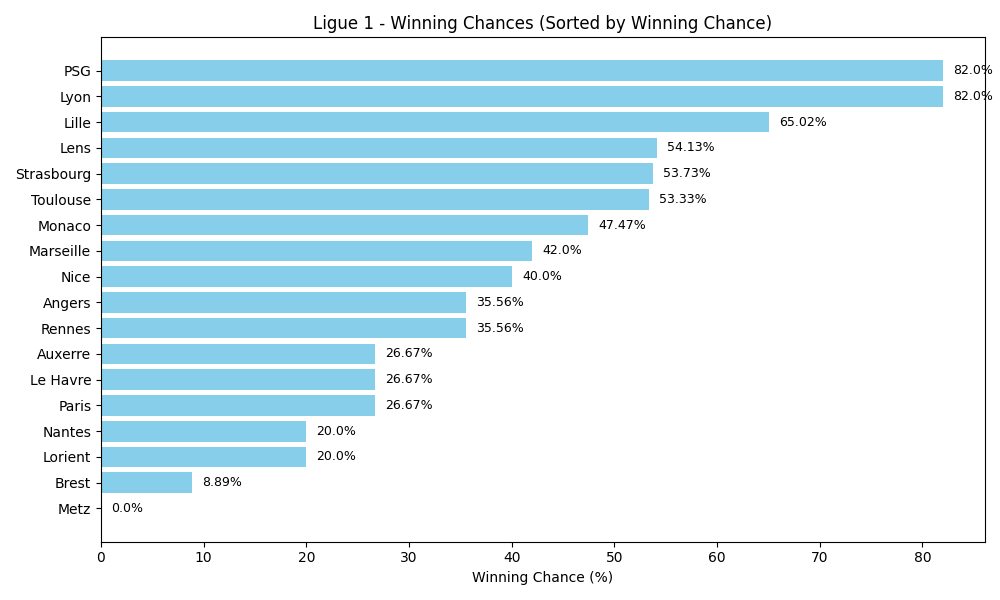 Ligue 1 - Winning Chances (Sorted by Winning Chance)
PSG 82.0%
Lyon 82.0%
Lille 65.02%
Lens 54.13%
Strasbourg 53.73%
Toulouse 53.33%
Monaco 47.47%
Marseille 42.0%
Nice 40.0%
Angers 35.56%
Rennes 35.56%
Auxerre 26.67%
Le Havre 26.67%
Paris 26.67%
Nantes 20.0%
Lorient 20.0%
Brest 8.89%
Metz 0.0%
0 10 20 30 40 50 60 70 80
Winning Chance (%)